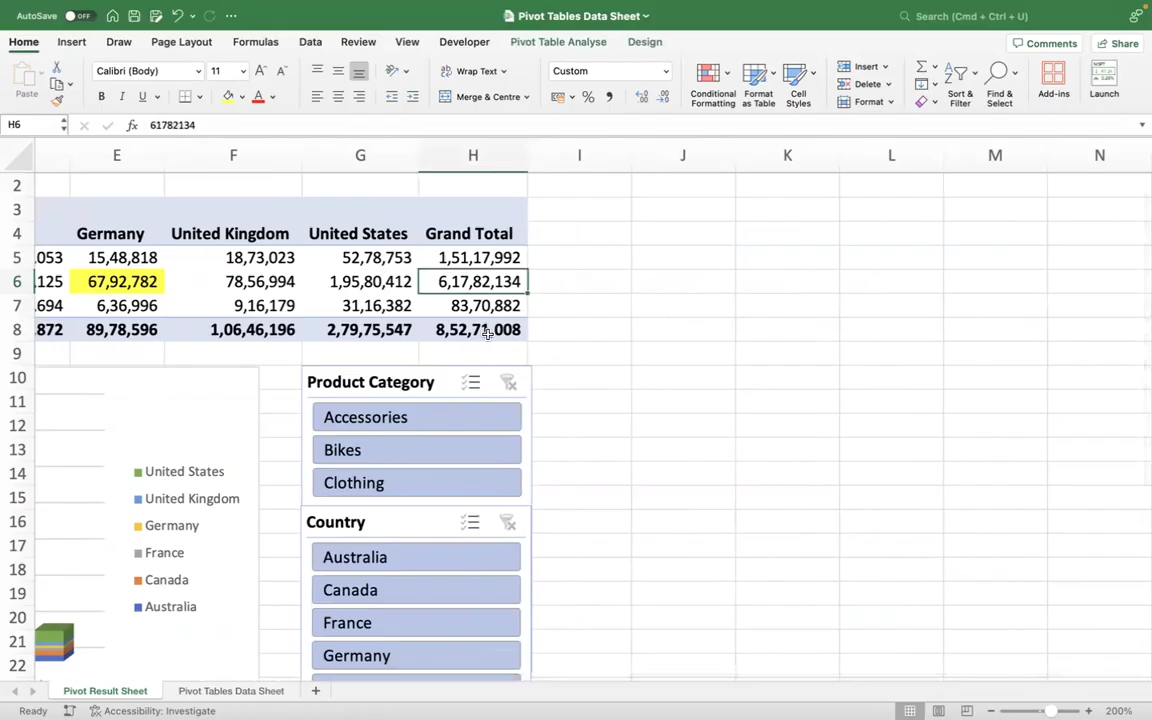 AutoSave OFF Pivot Tables Data Sheet Search (Cmd + Ctrl + U)
Home Insert Draw Page Layout Formulas Data Review View Developer Pivot Table Analyse Design Comments Share
Paste Calibri (Body) 11 A A Wrap Text Custom Conditional Formatting Format as Table Cell Styles Insert Sort & Filter Find & Select Add-ins Launch
B I U A Merge & Centre % Delete
Format
H6 fx 61782134
E F G H I J K L M N
2
3
4 Germany United Kingdom United States Grand Total
5 .053 15,48,818 18,73,023 52,78,753 1,51,17,992
6 .125 67,92,782 78,56,994 1,95,80,412 6,17,82,134
7 .694 6,36,996 9,16,179 31,16,382 83,70,882
8 .872 89,78,596 1,06,46,196 2,79,75,547 8,52,71,008
9
10 Product Category
11 Accessories
12
13 Bikes
14 United States Clothing
15 United Kingdom
16 Germany Country
17 France Australia
18 Canada Canada
19 Australia
20 France
21
22 Germany
Pivot Result Sheet Pivot Tables Data Sheet +
Ready Accessibility: Investigate 200%